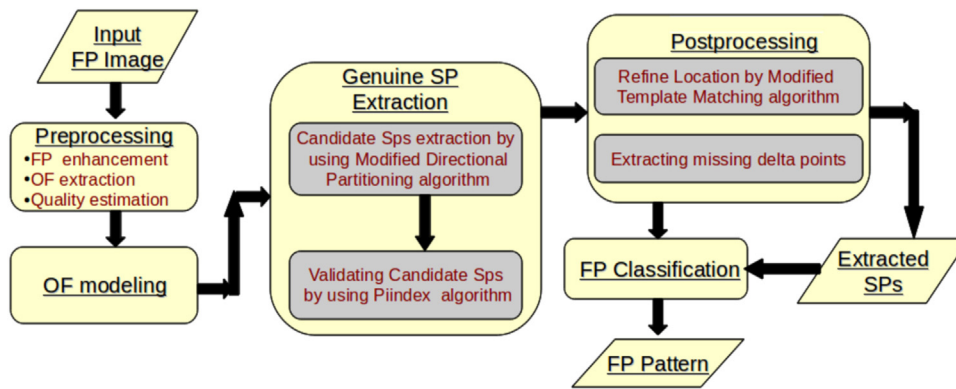 Input
FP Image
Preprocessing
•FP enhancement
•OF extraction
•Quality estimation
OF modeling
Genuine SP
Extraction
Candidate Sps extraction by
using Modified Directional
Partitioning algorithm
Validating Candidate Sps
by using Piindex algorithm
Postprocessing
Refine Location by Modified
Template Matching algorithm
Extracting missing delta points
FP Classification
Extracted
SPs
FP Pattern